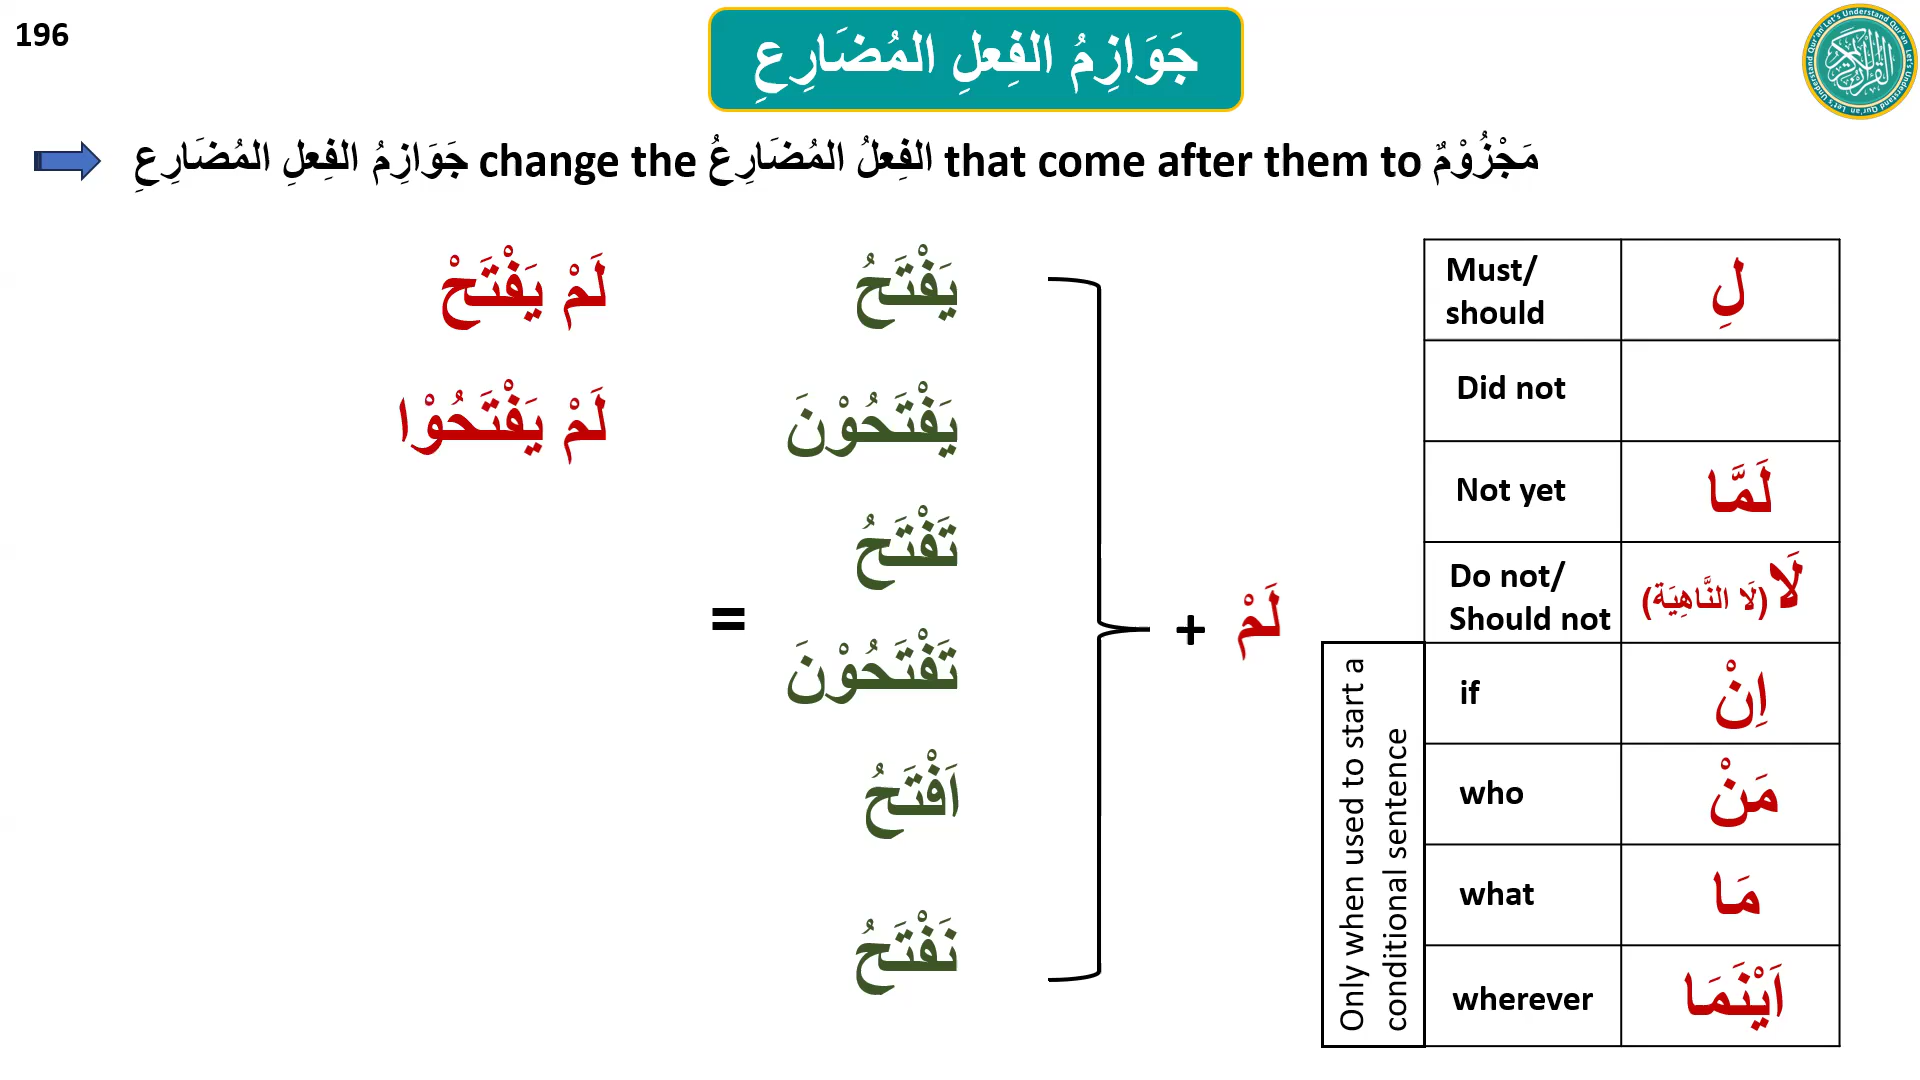 196
جَوَازِمُ الفِعلِ المُضَارِعِ
جَوَازِمُ الفِعلِ المُضَارِعِ change the الفِعلُ المُضَارِعُ that come after them to مَجْزُوْمٌ
لَمْ يَفْتَحْ
لَمْ يَفْتَحُوْا
=
يَفْتَحُ
يَفْتَحُوْنَ
تَفْتَحُ
تَفْتَحُوْنَ
اَفْتَحُ
نَفْتَحُ
+ لَمْ
Must/
should
لِ
Did not
Not yet لَمَّا
Do not/
Should not
لَا (لَا النَّاهِيَة)
Only when used to start a
conditional sentence
if اِنْ
who مَنْ
what مَا
wherever اَيْنَمَا